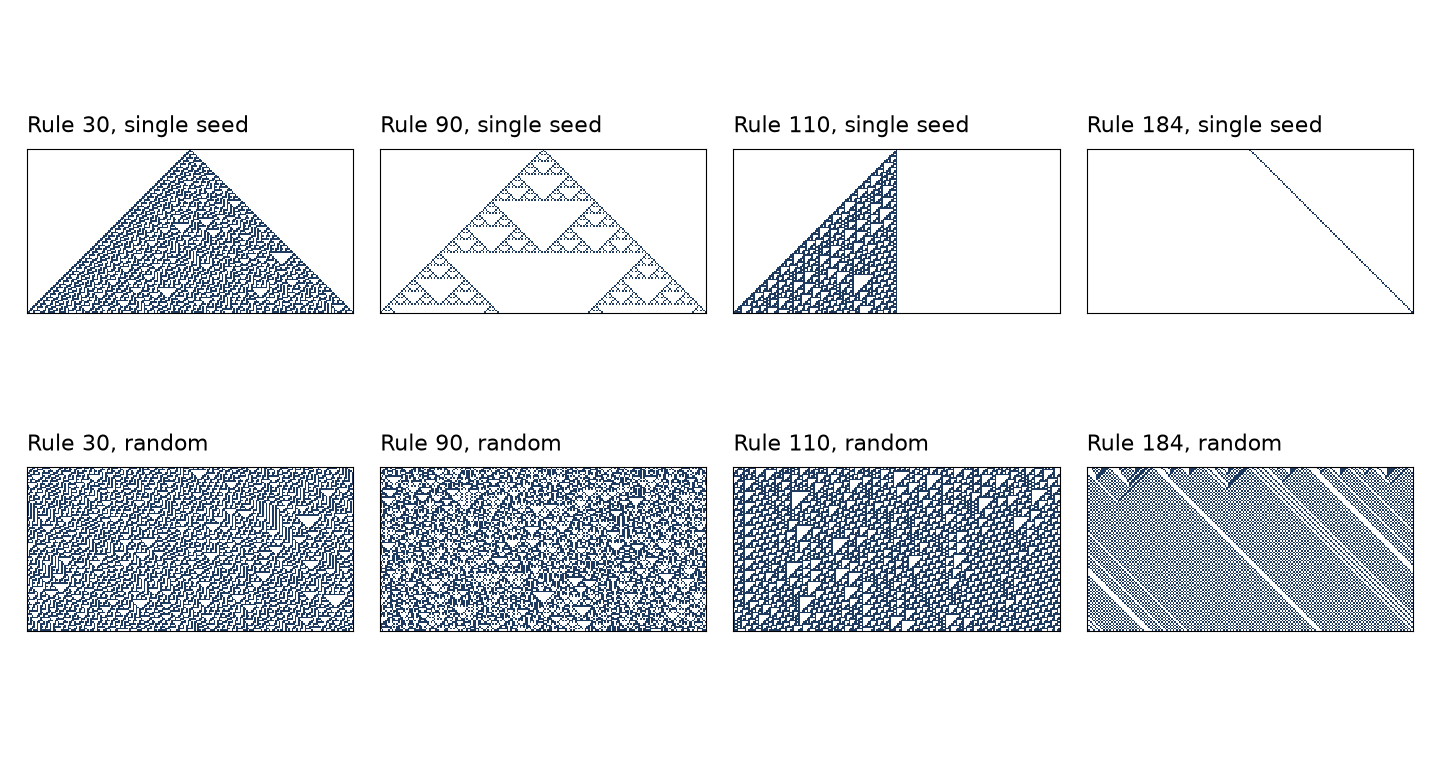 Rule 30, single seed
Rule 90, single seed
Rule 110, single seed
Rule 184, single seed
Rule 30, random
Rule 90, random
Rule 110, random
Rule 184, random